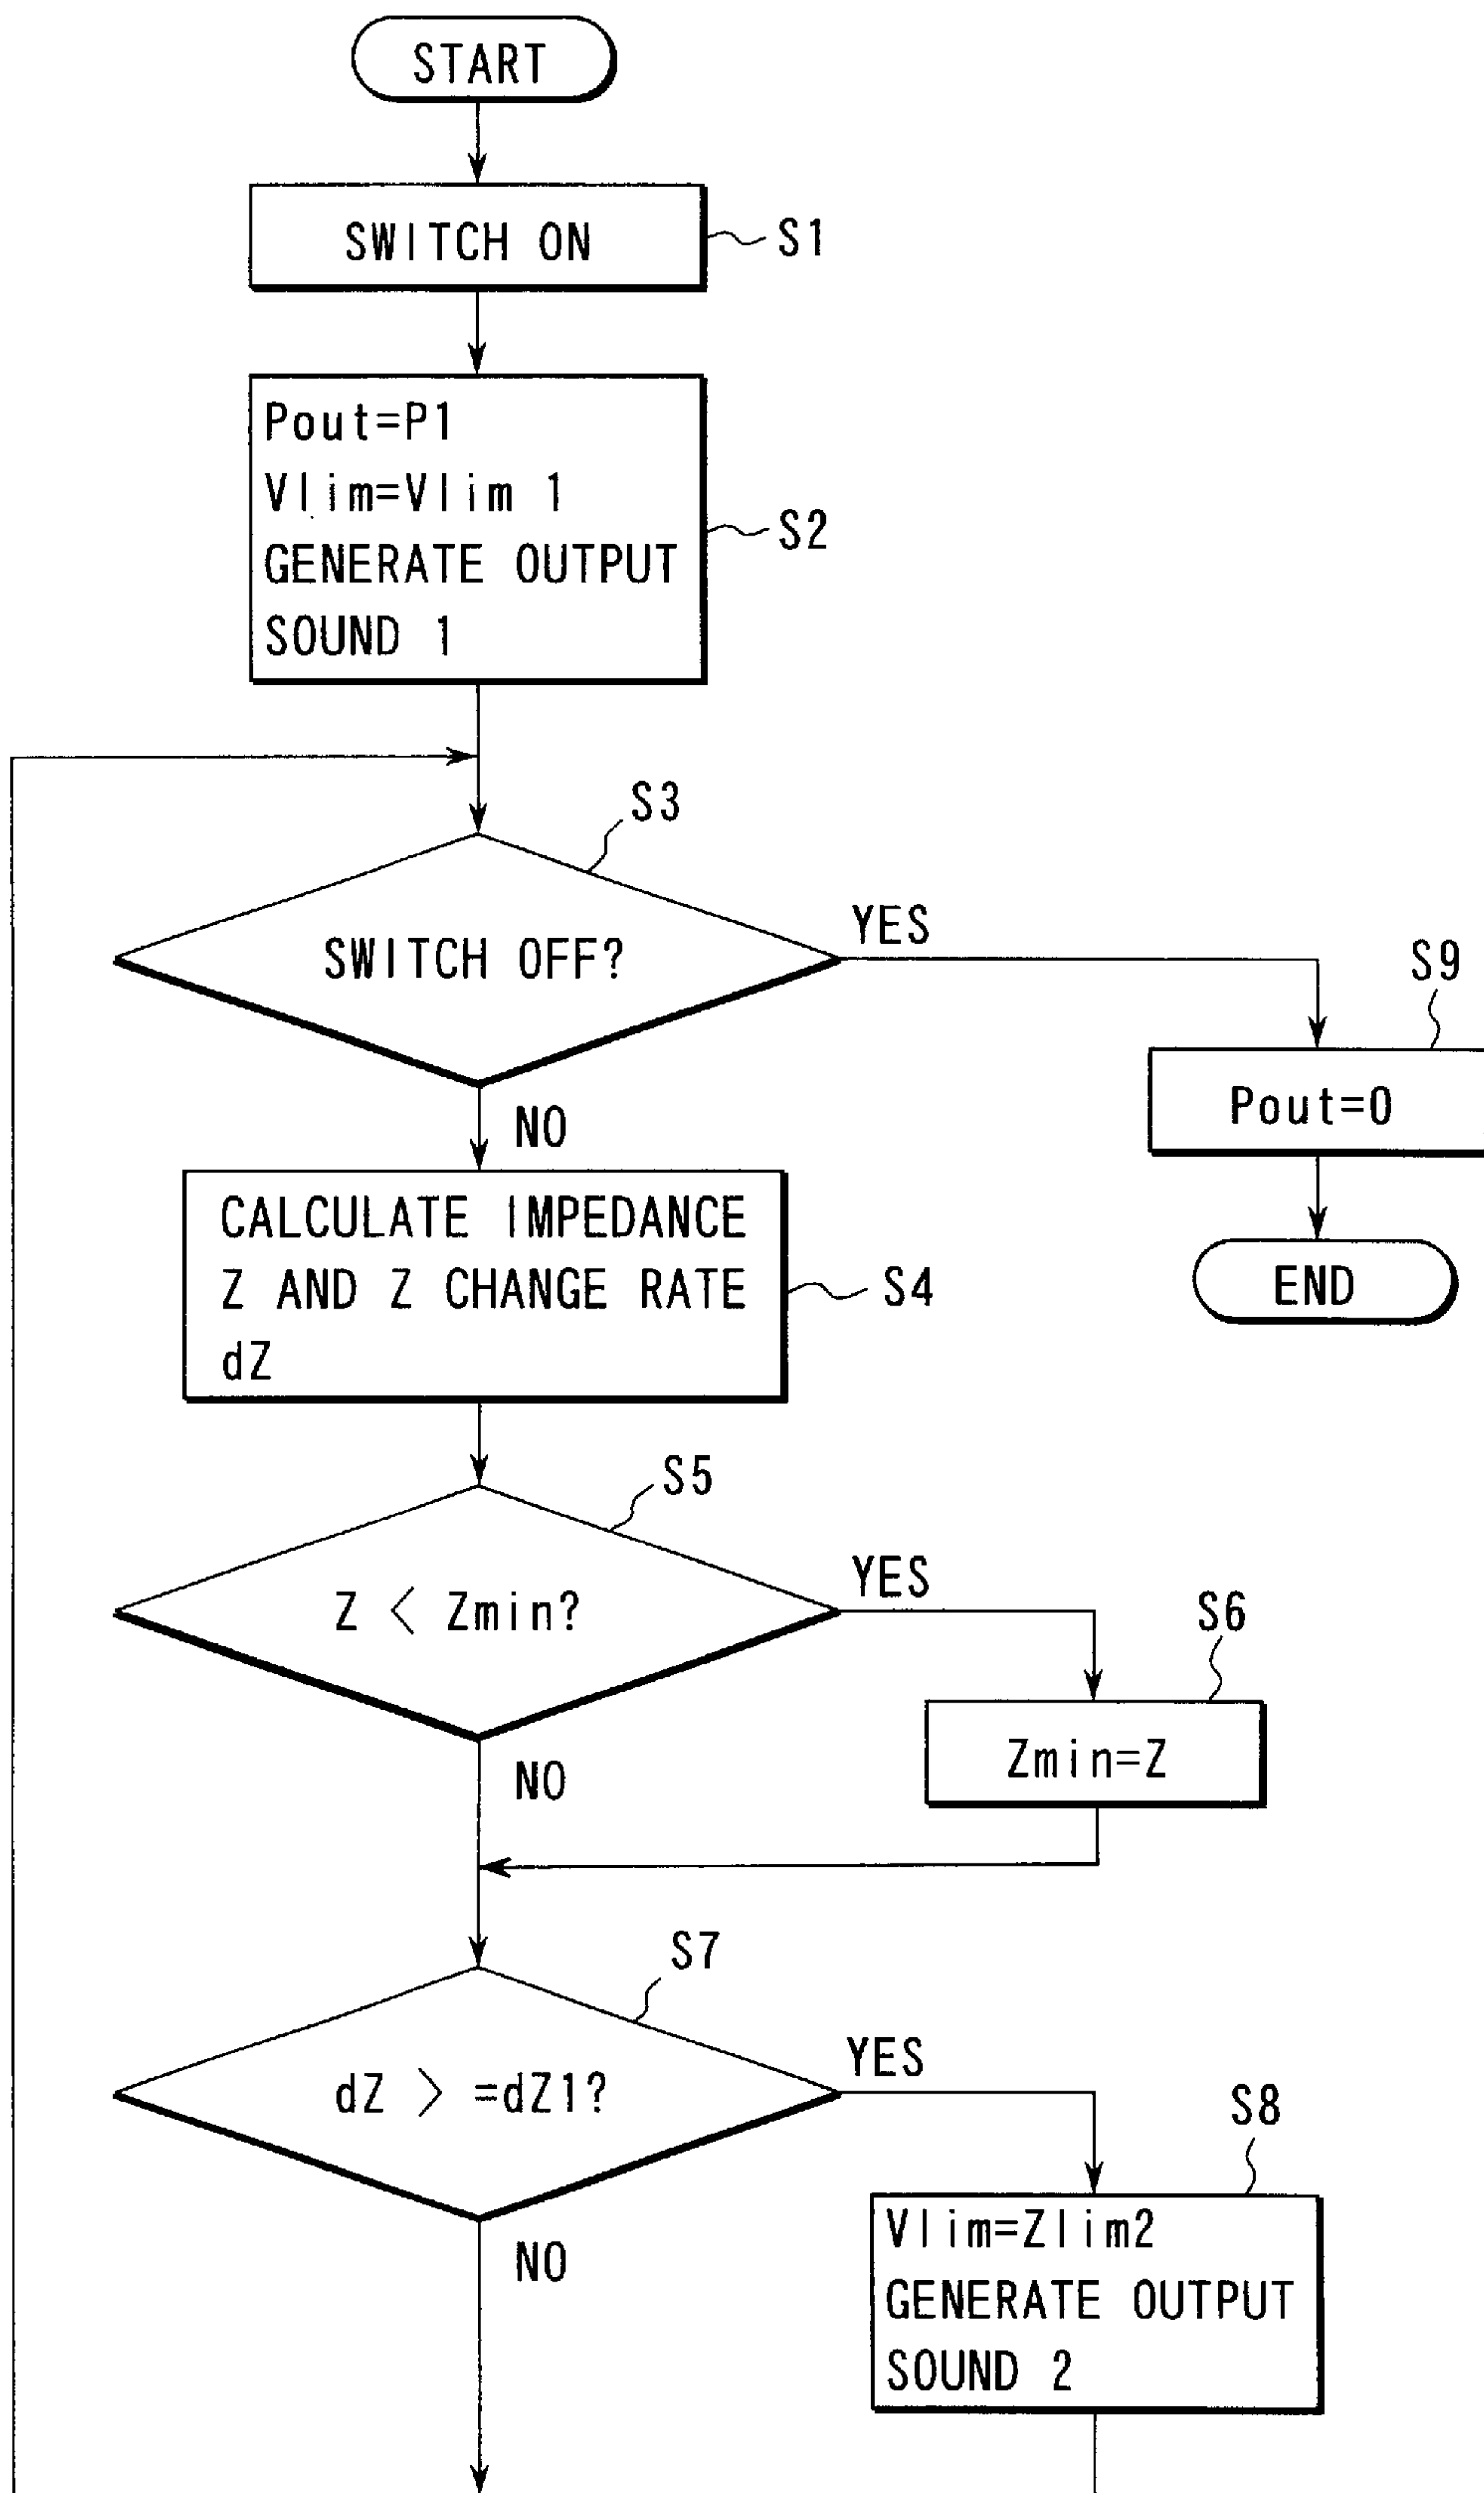 START
SWITCH ON
S1
Pout=P1
Vlim=Vlim 1
GENERATE OUTPUT
SOUND 1
S2
S3
SWITCH OFF?
YES
S9
Pout=0
END
NO
CALCULATE IMPEDANCE
Z AND Z CHANGE RATE
dZ
S4
S5
Z < Zmin?
YES
S6
Zmin=Z
NO
S7
dZ > =dZ1?
YES
S8
Vlim=Zlim2
GENERATE OUTPUT
SOUND 2
NO